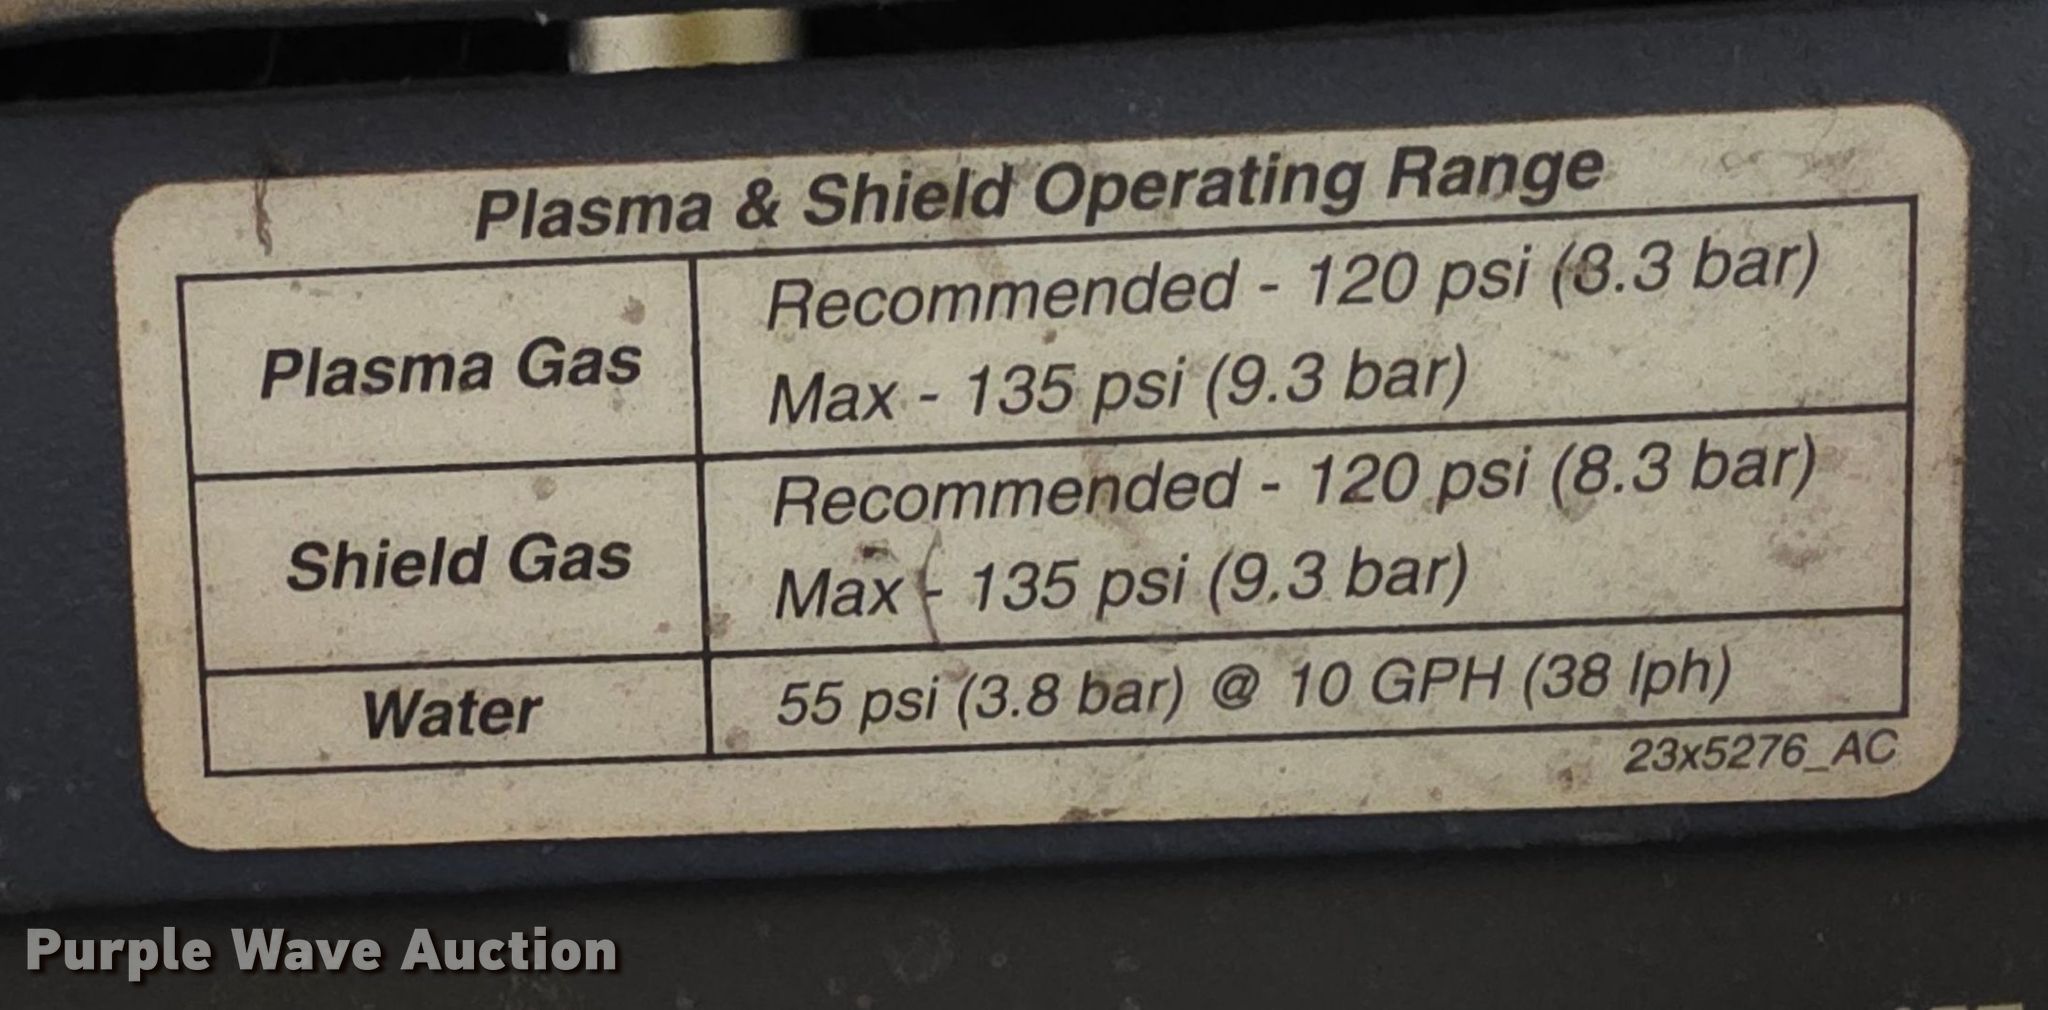 Plasma & Shield Operating Range
Plasma Gas
Recommended - 120 psi (8.3 bar)
Max - 135 psi (9.3 bar)
Shield Gas
Recommended - 120 psi (8.3 bar)
Max - 135 psi (9.3 bar)
Water
55 psi (3.8 bar) @ 10 GPH (38 lph)
23x5276_AC
Purple Wave Auction